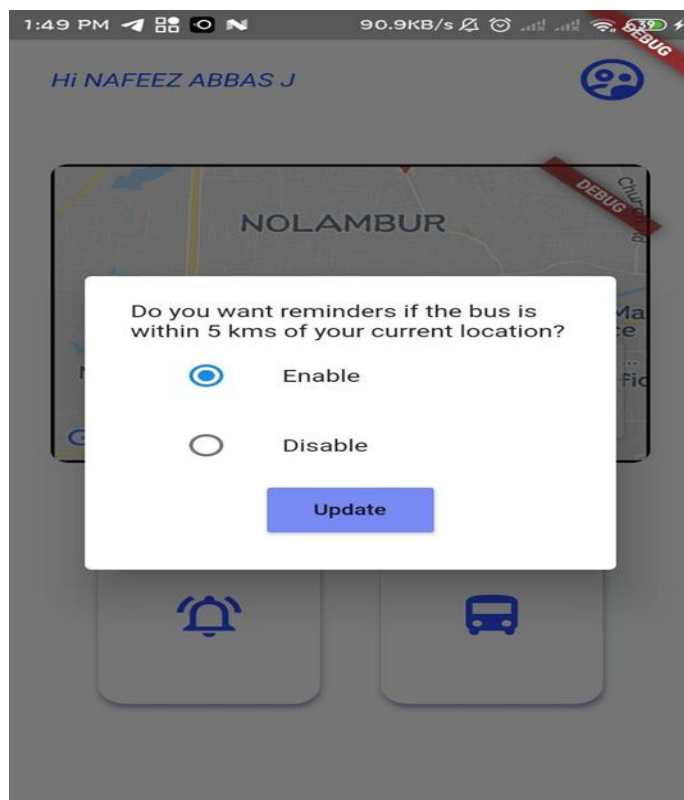 1:49 PM
90.9KB/s
639
DEBUG
Hi NAFEEZ ABBAS J
DEBUG
NOLAMBUR
Do you want reminders if the bus is
within 5 kms of your current location?
Enable
Disable
Update